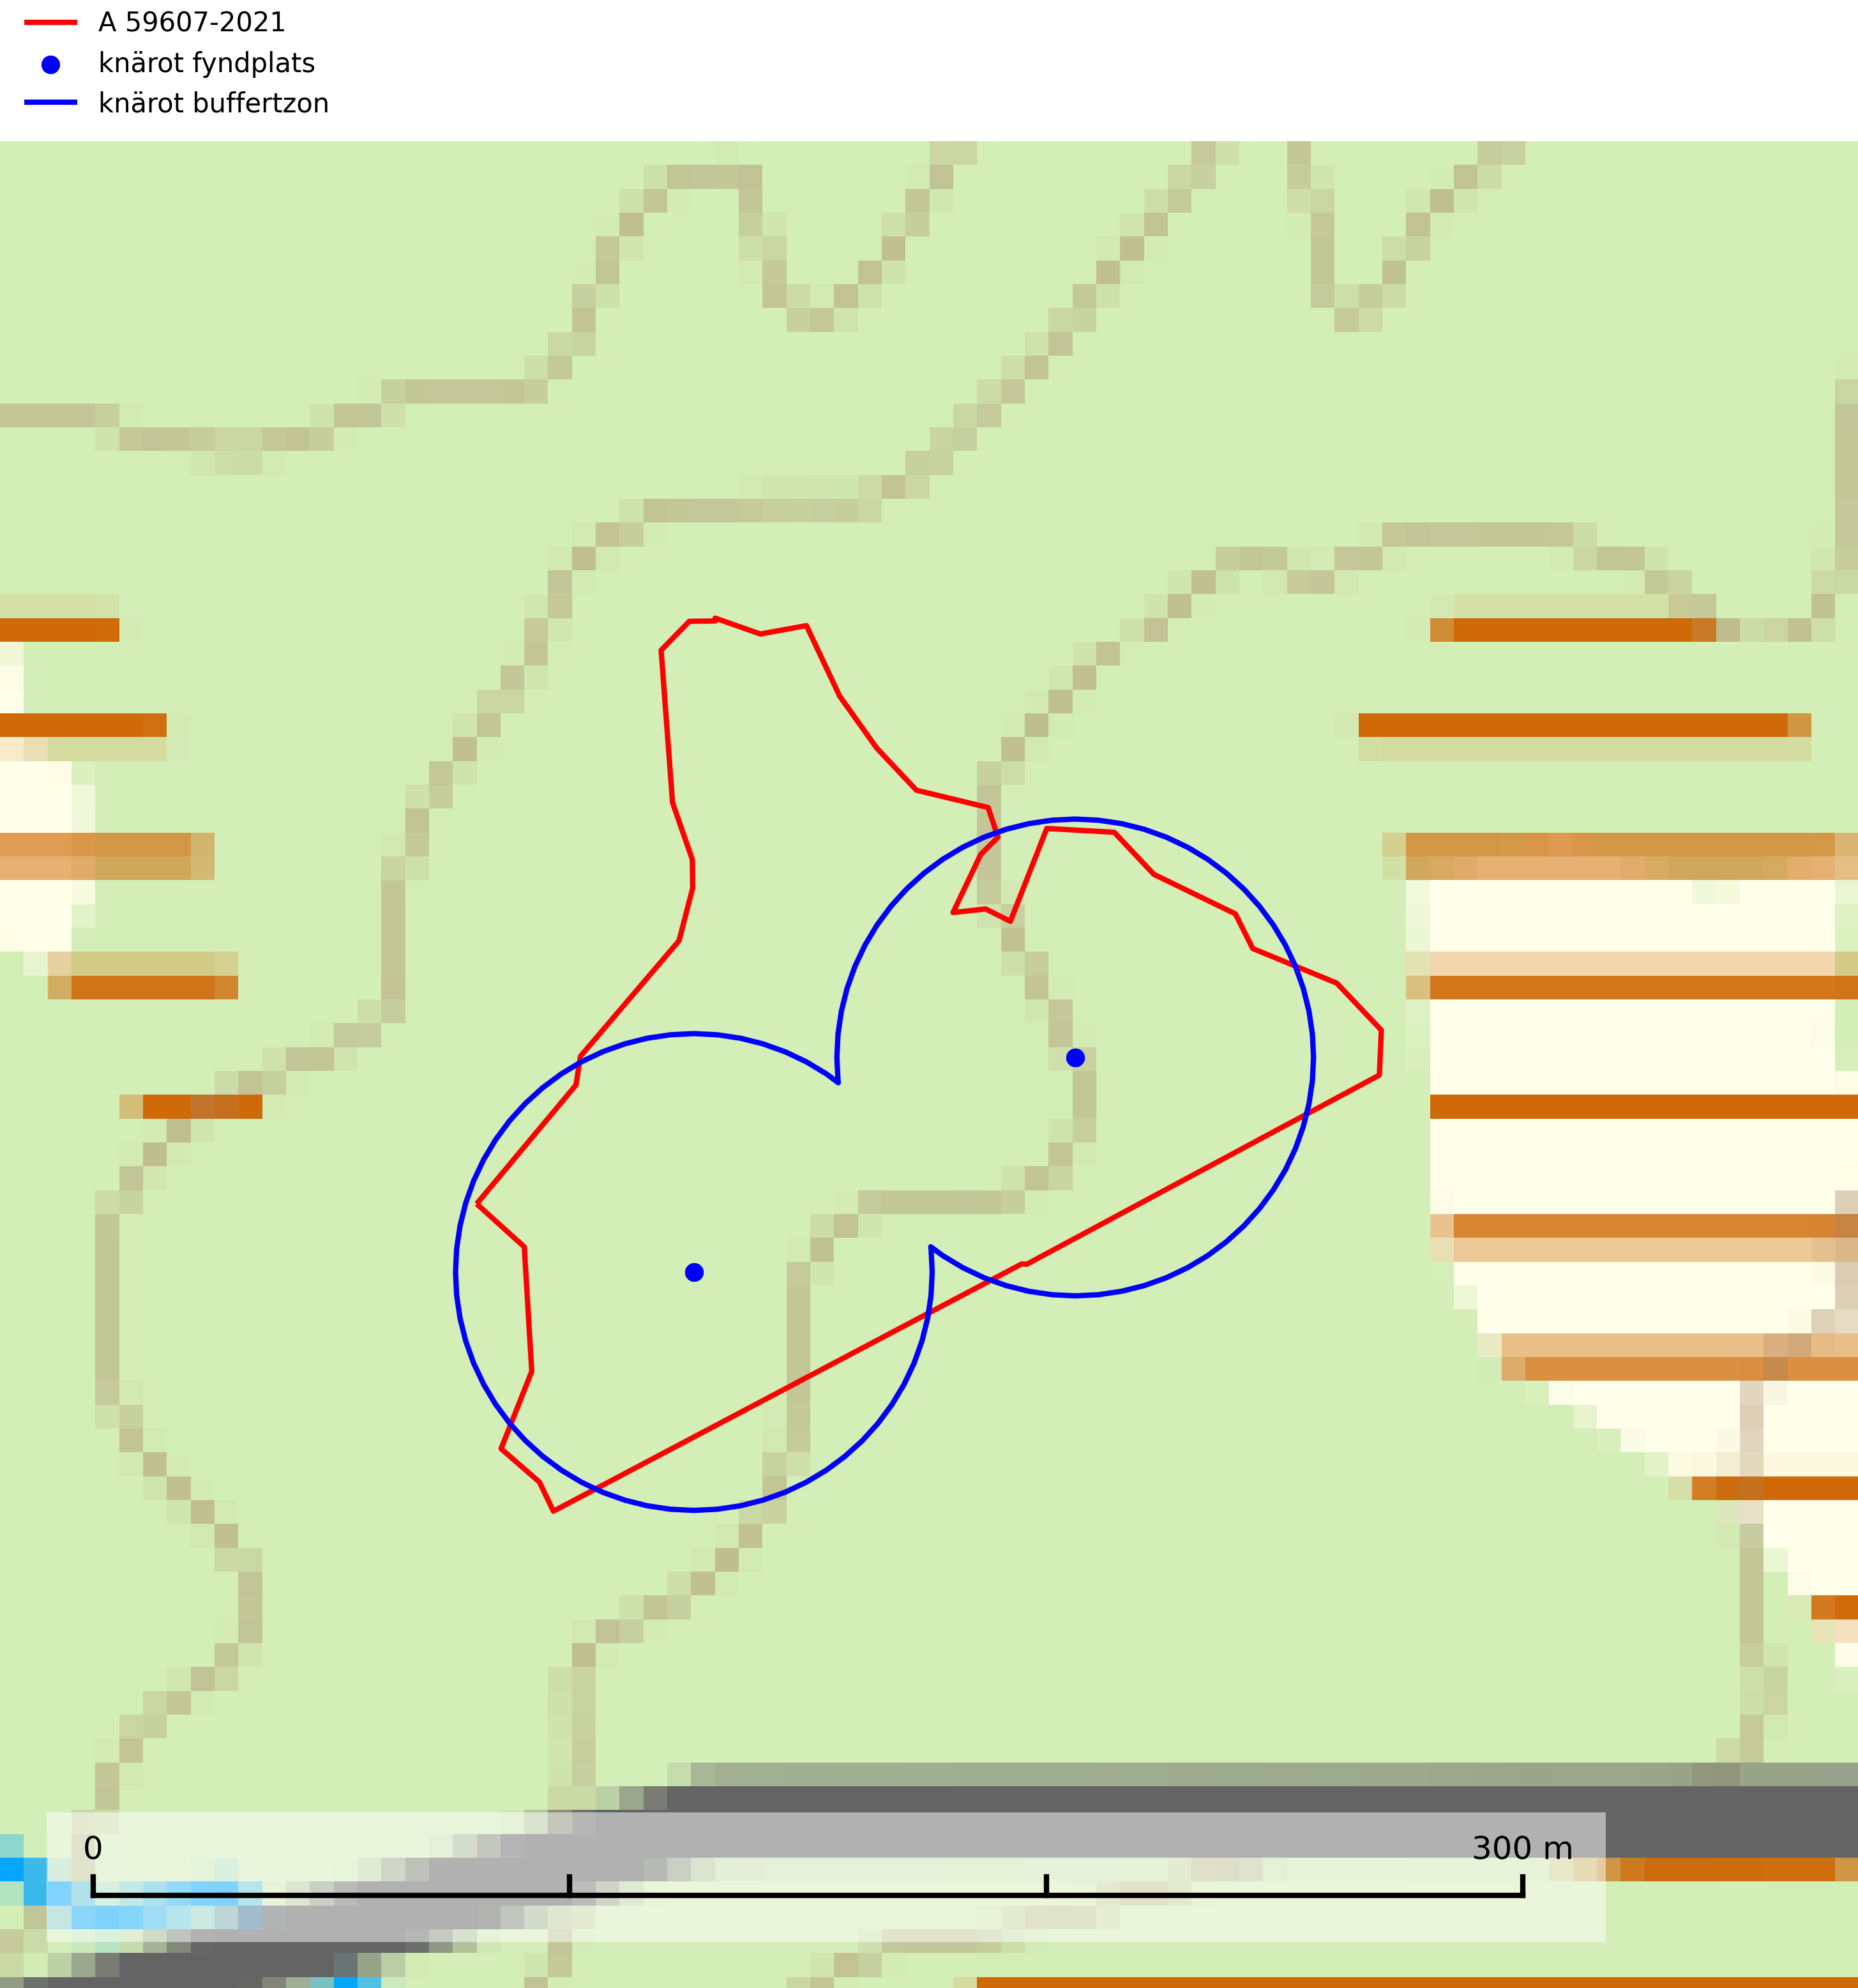 A 59607-2021
knärot fyndplats
knärot buffertzon
0
300 m